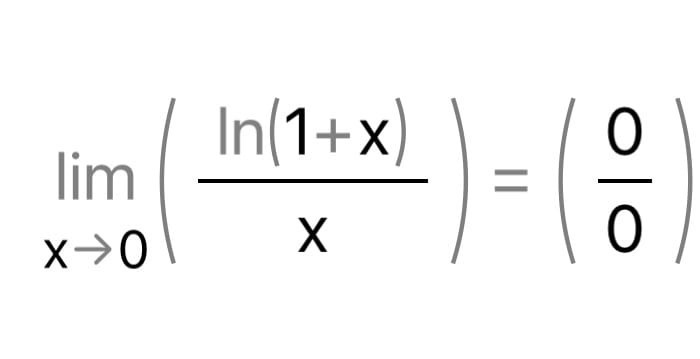 lim x→0 ( ln(1+x) / x ) = ( 0 / 0 )